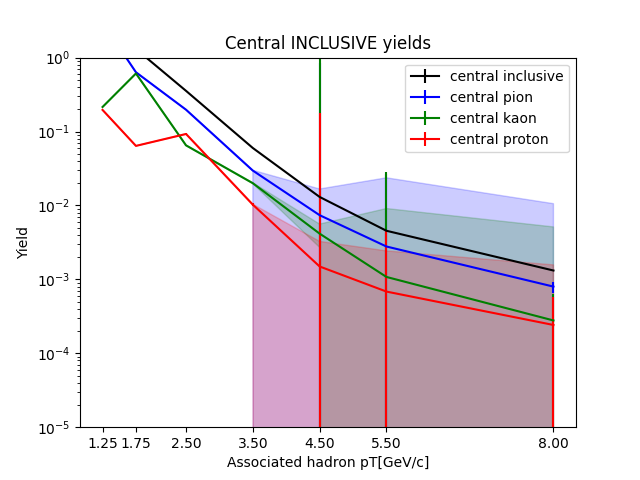 Central INCLUSIVE yields
central inclusive
central pion
central kaon
central proton
Yield
10⁰
10⁻¹
10⁻²
10⁻³
10⁻⁴
10⁻⁵
1.25 1.75 2.50 3.50 4.50 5.50 8.00
Associated hadron pT[GeV/c]